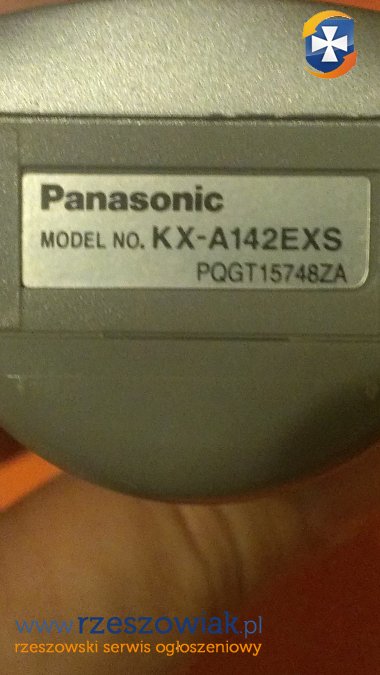 Panasonic
MODEL NO. KX-A142EXS
PQGT15748ZA
www.rzeszowiak.pl
rzeszowski serwis ogłoszeniowy